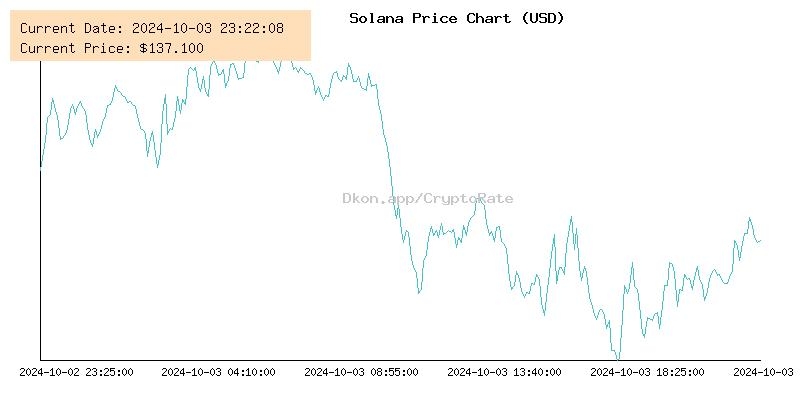 Solana Price Chart (USD)
Current Date: 2024-10-03 23:22:08
Current Price: $137.100
Dkon.app/CryptoRate
2024-10-02 23:25:00 2024-10-03 04:10:00 2024-10-03 08:55:00 2024-10-03 13:40:00 2024-10-03 18:25:00 2024-10-03